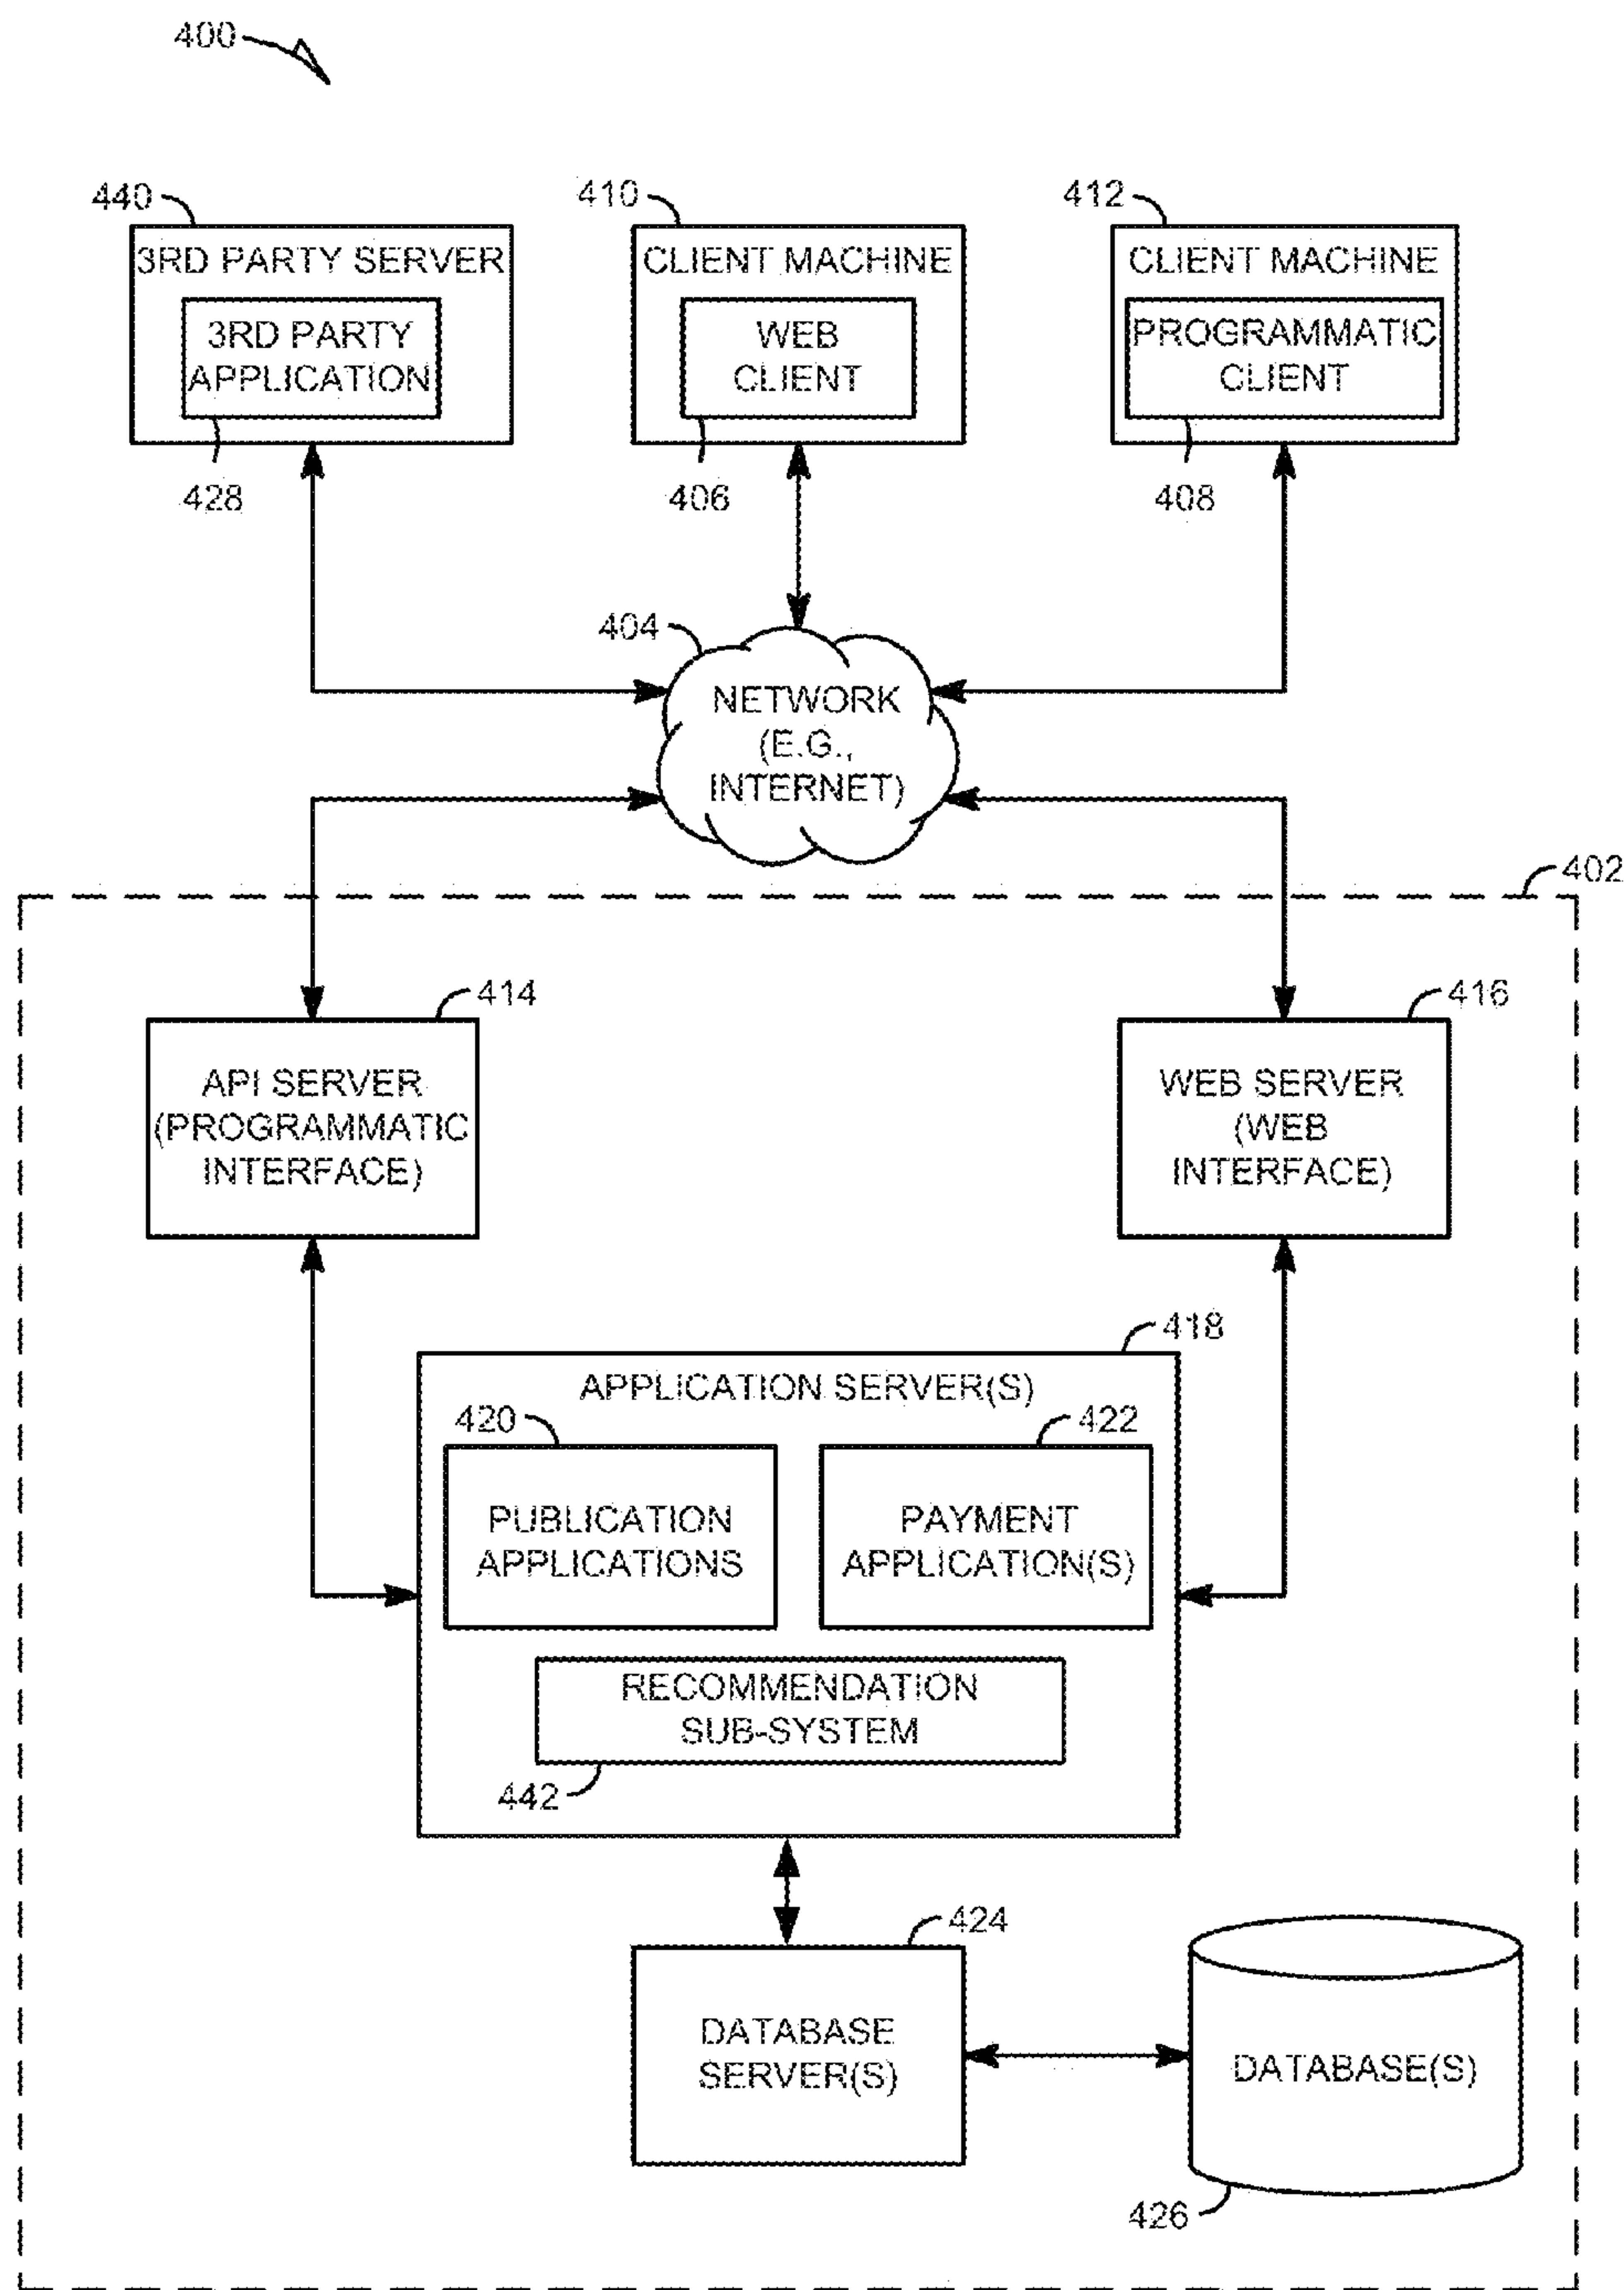 400
440
410
412
3RD PARTY SERVER
CLIENT MACHINE
CLIENT MACHINE
3RD PARTY
APPLICATION
WEB
CLIENT
PROGRAMMATIC
CLIENT
428
406
408
404
NETWORK
(E.G.,
INTERNET)
402
414
416
API SERVER
(PROGRAMMATIC
INTERFACE)
WEB SERVER
(WEB
INTERFACE)
418
APPLICATION SERVER(S)
420
422
PUBLICATION
APPLICATIONS
PAYMENT
APPLICATION(S)
RECOMMENDATION
SUB-SYSTEM
442
424
DATABASE
SERVER(S)
DATABASE(S)
426